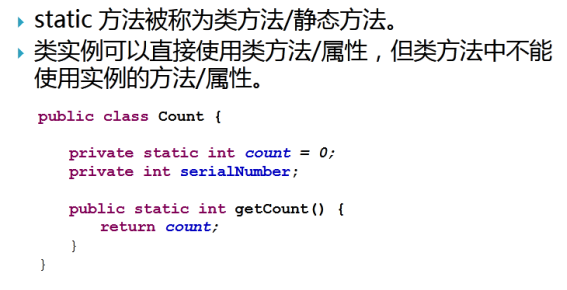 static 方法被称为类方法/静态方法。
类实例可以直接使用类方法/属性，但类方法中不能
使用实例的方法/属性。
public class Count {
private static int count = 0;
private int serialNumber;
public static int getCount() {
return count;
}
}